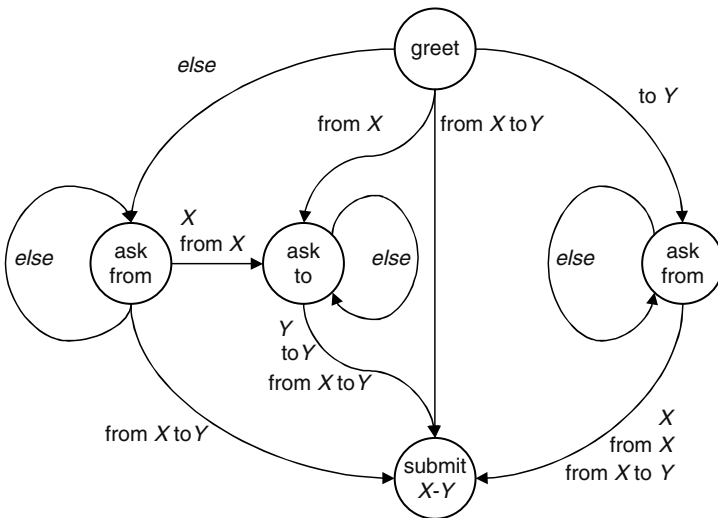 greet
else
to Y
from X
from X to Y
X
from X
ask
from
else
ask
to
else
else
ask
from
Y
to Y
from X to Y
from X to Y
X
from X
from X to Y
submit
X-Y